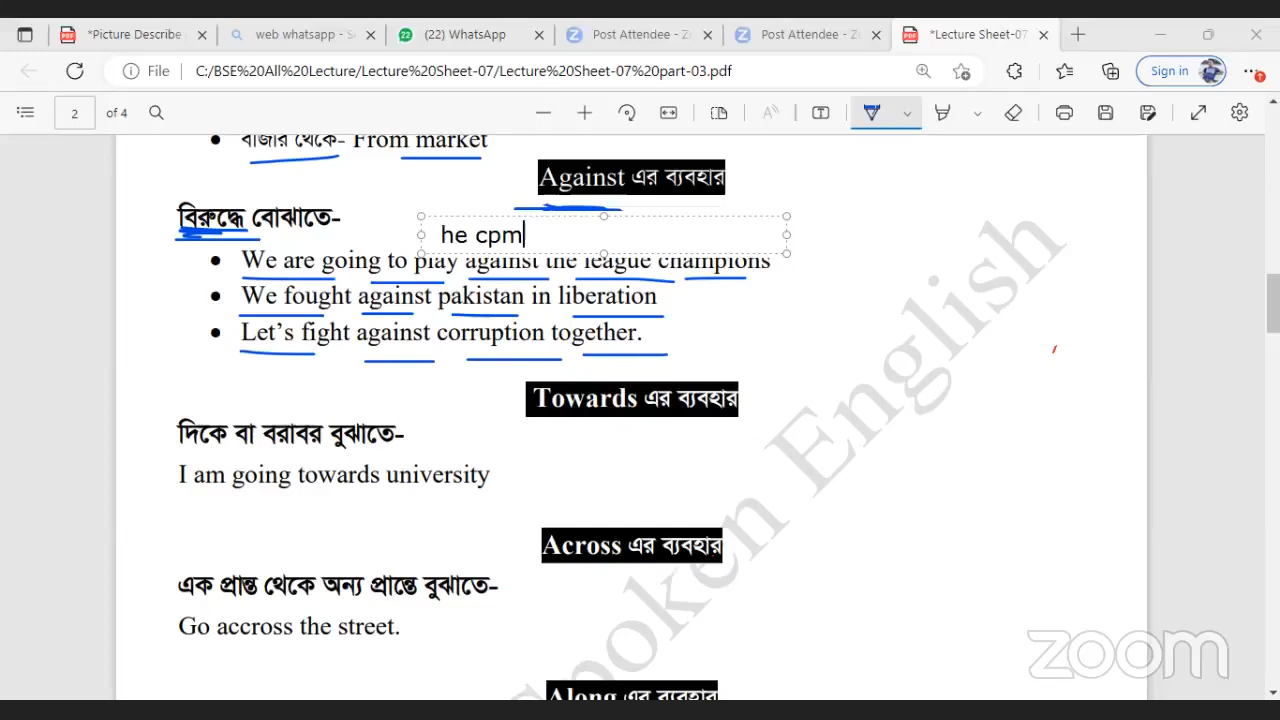 *Picture Describe
web whatsapp - S
(22) WhatsApp
Post Attendee - Z
Post Attendee - Z
*Lecture Sheet-07
File
C:/BSE%20All%20Lecture/Lecture%20Sheet-07/Lecture%20Sheet-07%20part-03.pdf
Sign in
2 of 4
বাজার থেকে- From market
Against এর ব্যবহার
বিরুদ্ধে বোঝাতে-
he cpm
We are going to play against the league champions
We fought against pakistan in liberation
Let's fight against corruption together.
Towards এর ব্যবহার
দিকে বা বরাবর বুঝাতে-
I am going towards university
Across এর ব্যবহার
এক প্রান্ত থেকে অন্য প্রান্তে বুঝাতে-
Go accross the street.
Along এর ব্যবহার
oken English
zoom